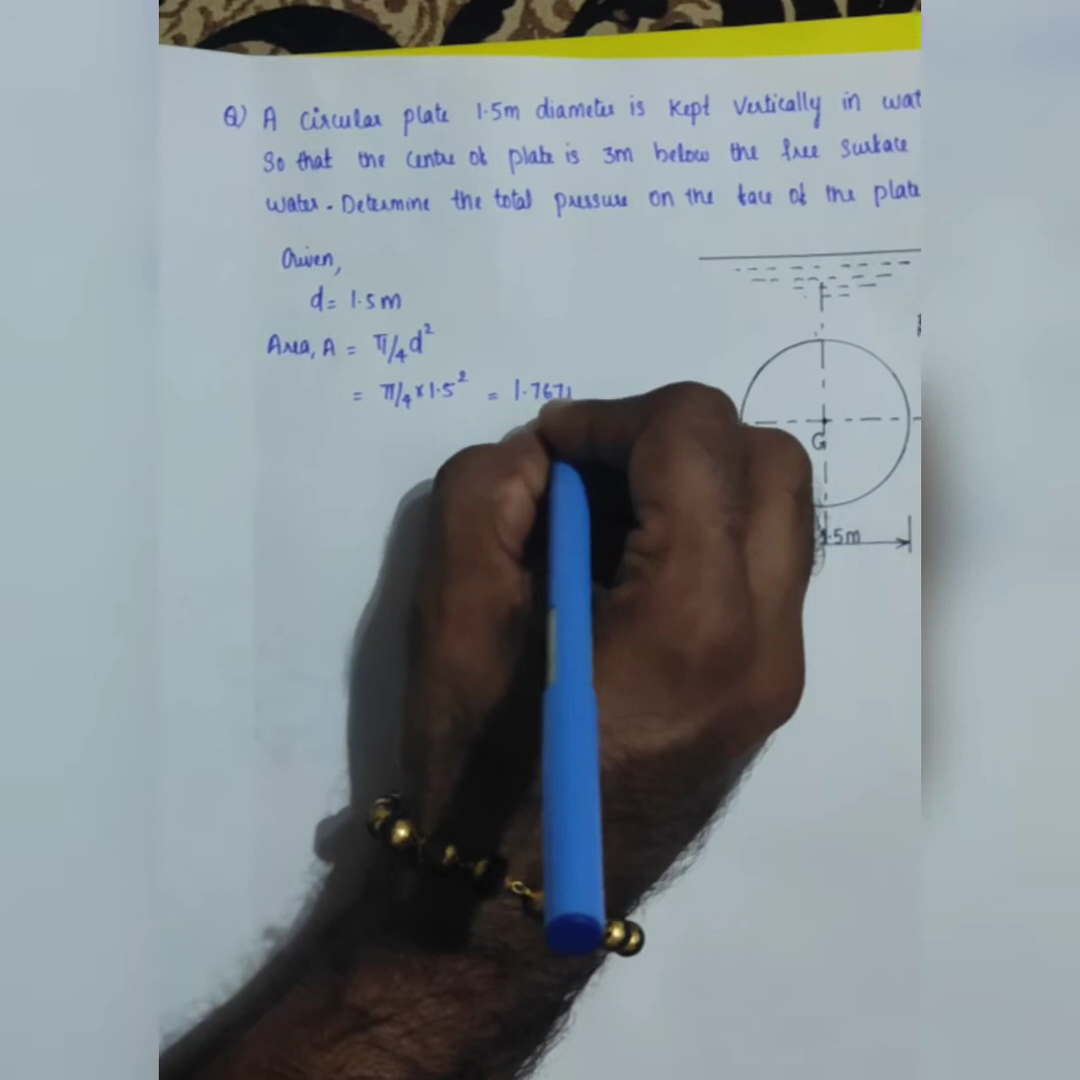 Q) A Circular plate 1.5m diameter is kept vertically in wat
So that the Centre of plate is 3m below the free Surface
water. Determine the total pressure on the face of the plate
Given,
d = 1.5m
Area, A = π/4 d²
= π/4 × 1.5² = 1.767
G
1.5m